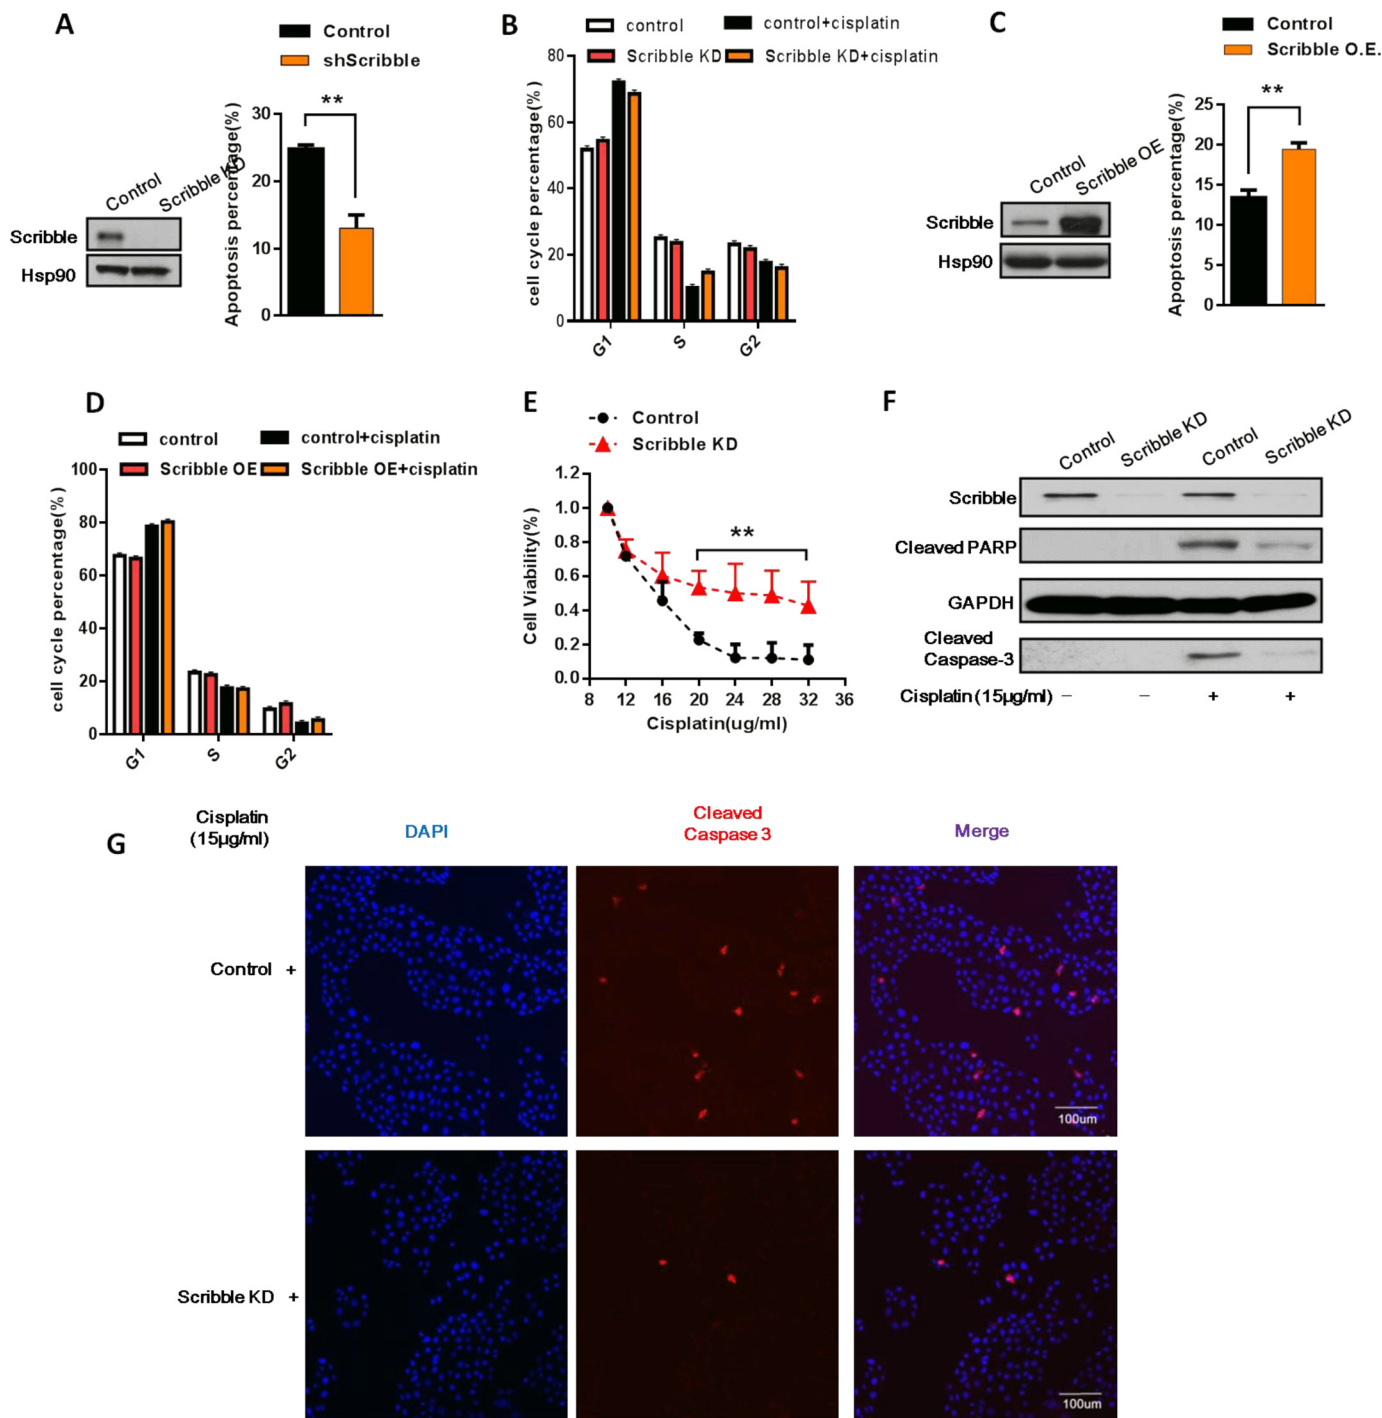 A
Control
shScribble
**
Apoptosis percentage(%)
30
20
10
0
Control
Scribble KD
Scribble
Hsp90
B
control
control+cisplatin
Scribble KD
Scribble KD+cisplatin
cell cycle percentage(%)
80
60
40
20
0
G1
S
G2
C
Control
Scribble O.E.
**
Apoptosis percentage(%)
25
20
15
10
5
0
Control
Scribble OE
Scribble
Hsp90
D
control
control+cisplatin
Scribble OE
Scribble OE+cisplatin
cell cycle percentage(%)
100
80
60
40
20
0
G1
S
G2
E
Control
Scribble KD
**
Cell Viability(%)
1.2
1.0
0.8
0.6
0.4
0.2
0.0
8
12
16
20
24
28
32
36
Cisplatin(ug/ml)
F
Control
Scribble KD
Control
Scribble KD
Scribble
Cleaved PARP
GAPDH
Cleaved
Caspase-3
Cisplatin (15µg/ml) – – + +
G
Cisplatin
(15µg/ml)
DAPI
Cleaved
Caspase 3
Merge
Control +
100um
Scribble KD +
100um